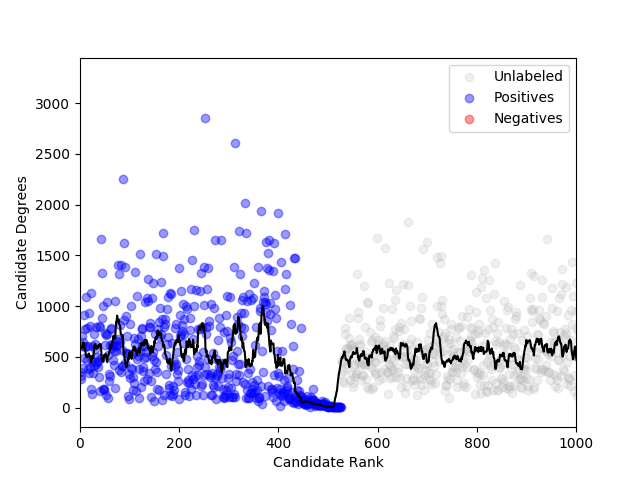 Unlabeled
Positives
Negatives
3000
2500
2000
1500
1000
500
0
Candidate Degrees
0 200 400 600 800 1000
Candidate Rank